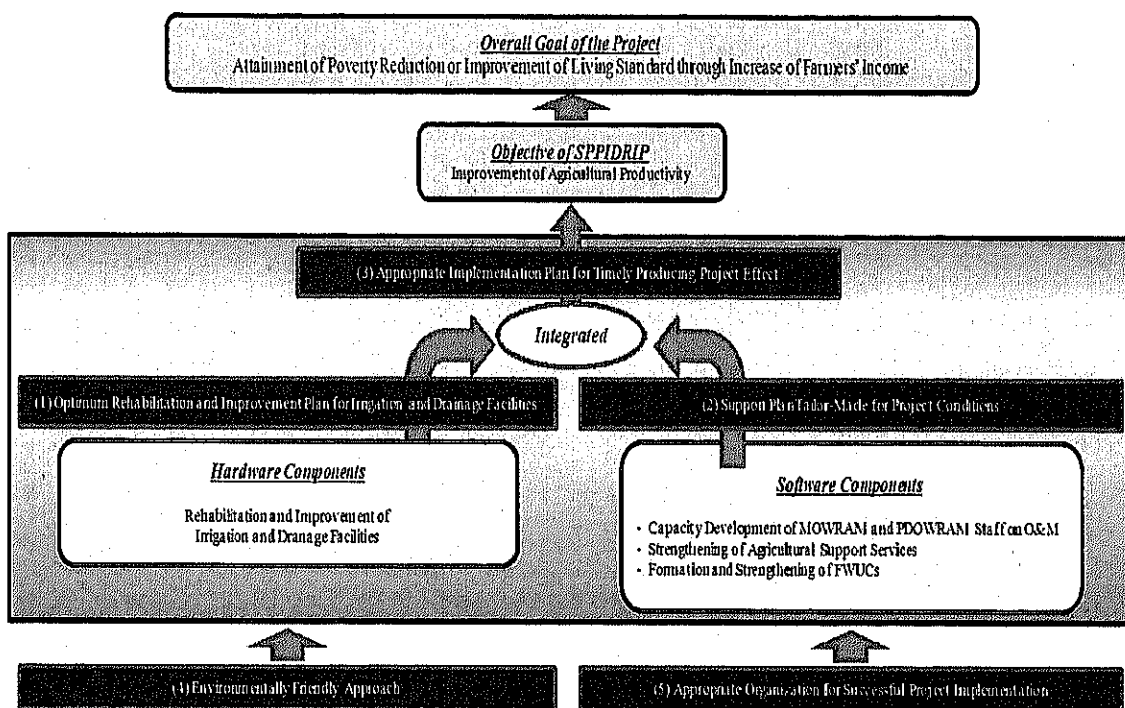 Overall Goal of the Project
Attainment of Poverty Reduction or Improvement of Living Standard through Increase of Farmers' Income
Objective of SPPIDRIP
Improvement of Agricultural Productivity
(3) Appropriate Implementation Plan for Timely Producing Project Effect
Integrated
(1) Optimum Rehabilitation and Improvement Plan for Irrigation and Drainage Facilities
(2) Support Plan Tailor-Made for Project Conditions
Hardware Components
Rehabilitation and Improvement of
Irrigation and Dranage Facilities
Software Components
· Capacity Development of MOWRAM and PDOWRAM Staff on O&M
· Strengthening of Agricultural Support Services
· Formation and Strengthening of FWUCs
(4) Environmentally Friendly Approach
(5) Appropriate Organization for Successful Project Implementation